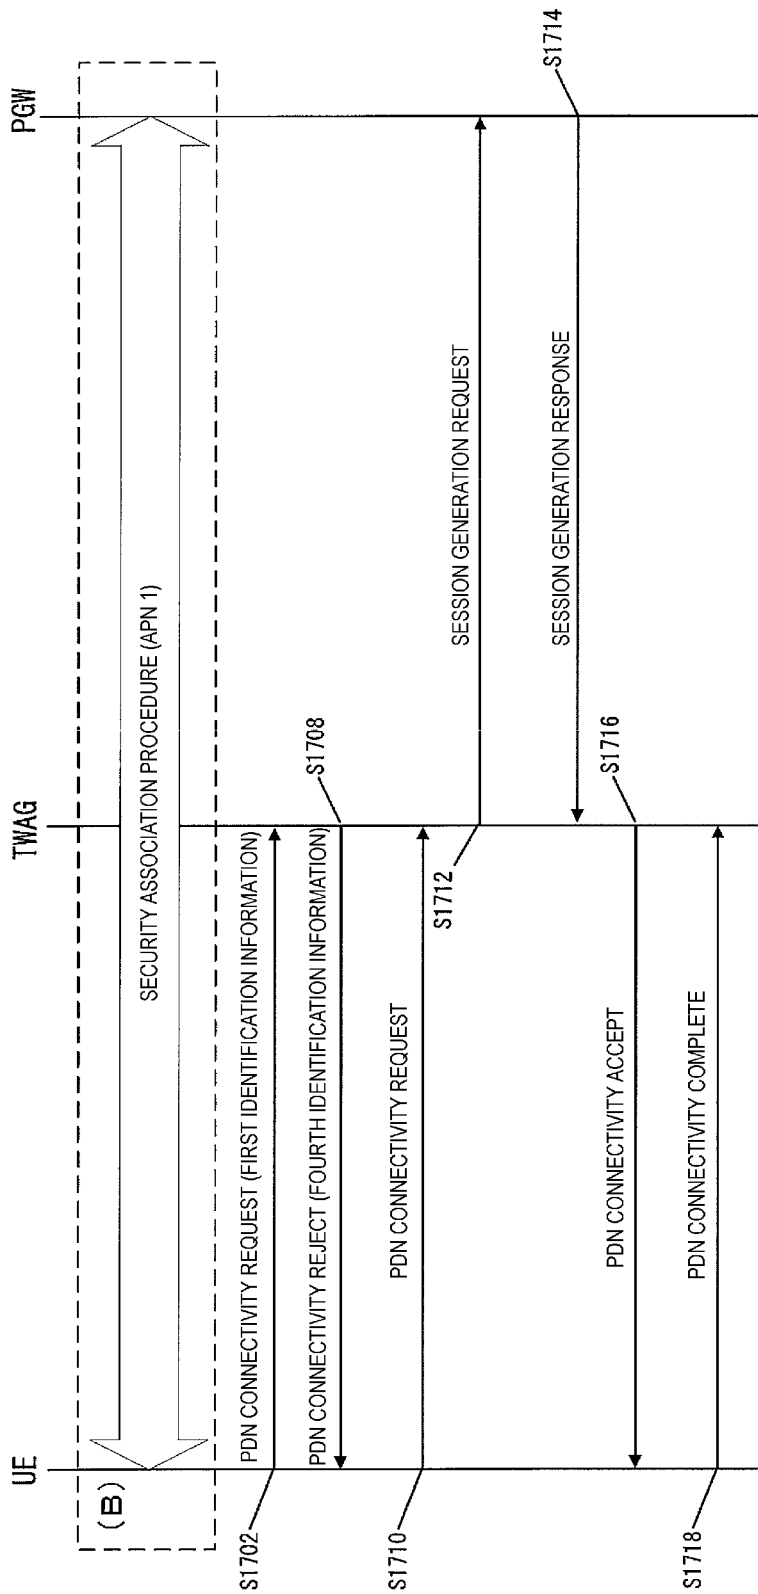 UE
TWAG
PGW
(B)
SECURITY ASSOCIATION PROCEDURE (APN 1)
S1702
PDN CONNECTIVITY REQUEST (FIRST IDENTIFICATION INFORMATION)
PDN CONNECTIVITY REJECT (FOURTH IDENTIFICATION INFORMATION)
S1708
S1710
PDN CONNECTIVITY REQUEST
S1712
SESSION GENERATION REQUEST
SESSION GENERATION RESPONSE
S1714
PDN CONNECTIVITY ACCEPT
S1716
S1718
PDN CONNECTIVITY COMPLETE